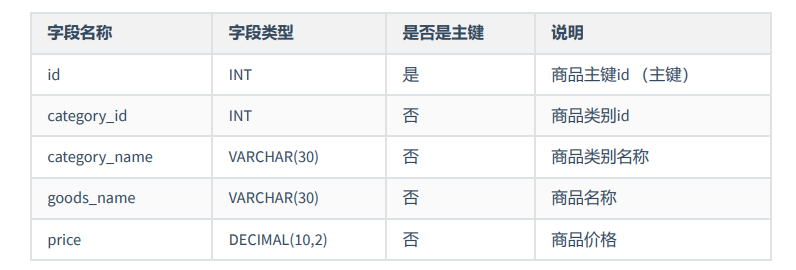 字段名称 字段类型 是否是主键 说明
id INT 是 商品主键id （主键）
category_id INT 否 商品类别id
category_name VARCHAR(30) 否 商品类别名称
goods_name VARCHAR(30) 否 商品名称
price DECIMAL(10,2) 否 商品价格